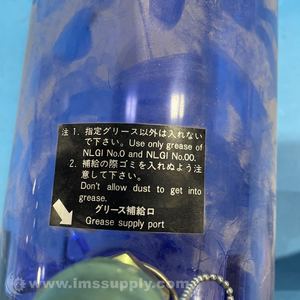 注 1. 指定グリース以外は入れない
で下さい。Use only grease of
NLGI No.0 and NLGI No.00.
2. 補給の際ゴミを入れぬよう注
意して下さい。
Don't allow dust to get into
grease.
グリース補給口
Grease supply port
www.imssupply.com